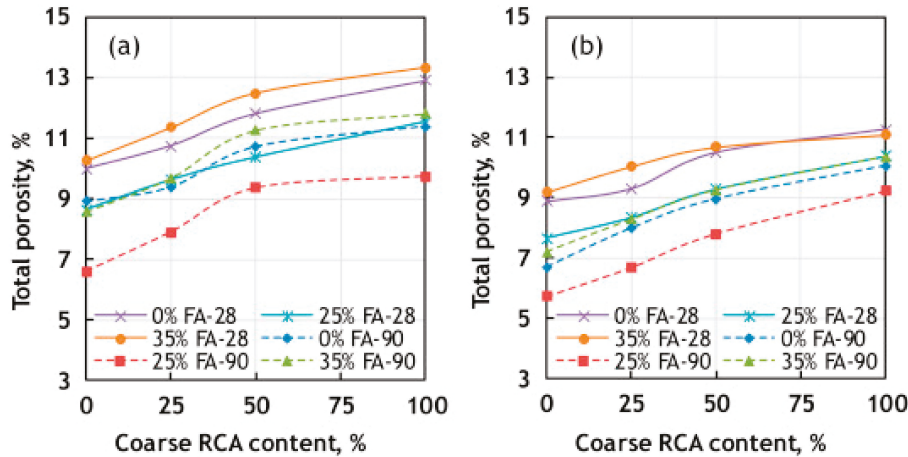 15
13
11
9
7
5
3
Total porosity, %
(a)
0% FA-28
25% FA-28
35% FA-28
0% FA-90
25% FA-90
35% FA-90
0
25
50
75
100
Coarse RCA content, %
15
13
11
9
7
5
3
Total porosity, %
(b)
0% FA-28
25% FA-28
35% FA-28
0% FA-90
25% FA-90
35% FA-90
0
25
50
75
100
Coarse RCA content, %